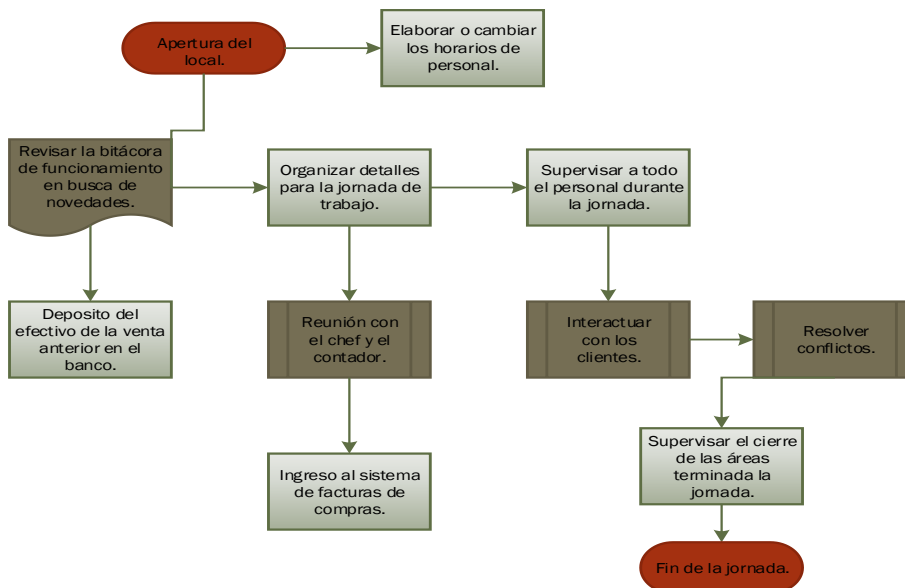 Apertura del
local.
Elaborar o cambiar
los horarios de
personal.
Revisar la bitácora
de funcionamiento
en busca de
novedades.
Organizar detalles
para la jornada de
trabajo.
Supervisar a todo
el personal durante
la jornada.
Deposito del
efectivo de la venta
anterior en el
banco.
Reunión con
el chef y el
contador.
Interactuar
con los
clientes.
Resolver
conflictos.
Ingreso al sistema
de facturas de
compras.
Supervisar el cierre
de las áreas
terminada la
jornada.
Fin de la jornada.